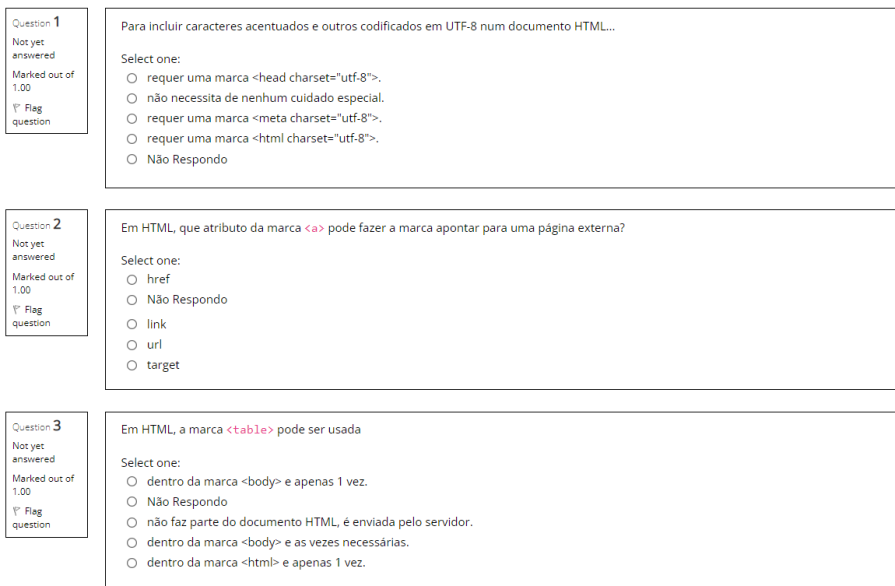 Question 1
Not yet
answered
Marked out of
1.00
Flag
question
Para incluir caracteres acentuados e outros codificados em UTF-8 num documento HTML...
Select one:
requer uma marca <head charset="utf-8">.
não necessita de nenhum cuidado especial.
requer uma marca <meta charset="utf-8">.
requer uma marca <html charset="utf-8">.
Não Respondo
Question 2
Not yet
answered
Marked out of
1.00
Flag
question
Em HTML, que atributo da marca <a> pode fazer a marca apontar para uma página externa?
Select one:
href
Não Respondo
link
url
target
Question 3
Not yet
answered
Marked out of
1.00
Flag
question
Em HTML, a marca <table> pode ser usada
Select one:
dentro da marca <body> e apenas 1 vez.
Não Respondo
não faz parte do documento HTML, é enviada pelo servidor.
dentro da marca <body> e as vezes necessárias.
dentro da marca <html> e apenas 1 vez.